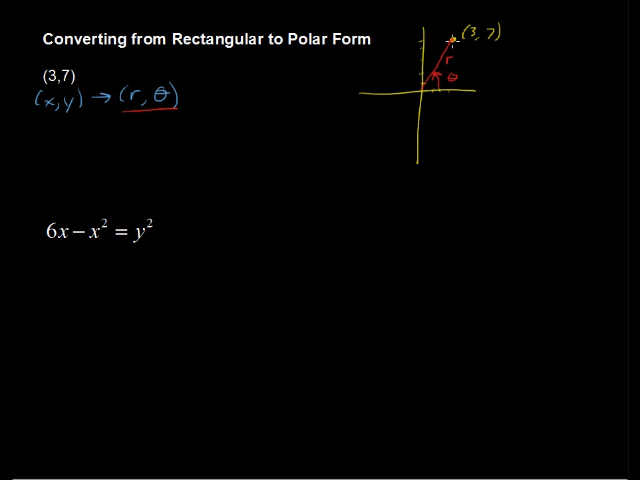 Converting from Rectangular to Polar Form
(3,7)
(x,y) → (r, θ)
(3,7)
r
θ
6x − x² = y²